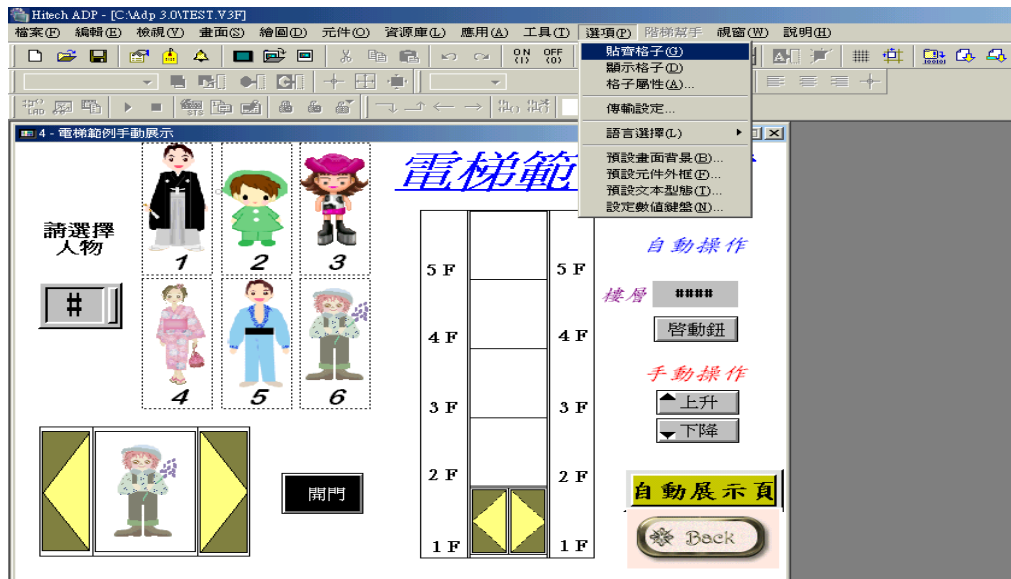 Hitech ADP - [C:\Adp 3.0\TEST.V3F]
檔案(F) 編輯(E) 檢視(V) 畫面(S) 繪圖(D) 元件(O) 資源庫(L) 應用(A) 工具(T) 選項(P) 階梯幫手 視窗(W) 說明(H)
ON OFF
(1) (0)
貼齊格子(G)
顯示格子(D)
格子屬性(A)...
傳輸設定...
語言選擇(L)
預設畫面背景(B)...
預設元件外框(F)...
預設文本型態(T)...
設定數值鍵盤(N)...
4 - 電梯範例手動展示
電梯範
請選擇
人物
#
1 2 3
4 5 6
開門
5 F 5 F
4 F 4 F
3 F 3 F
2 F 2 F
1 F 1 F
自動操作
樓層 ####
啓動鈕
手動操作
上升
下降
自動展示頁
Back